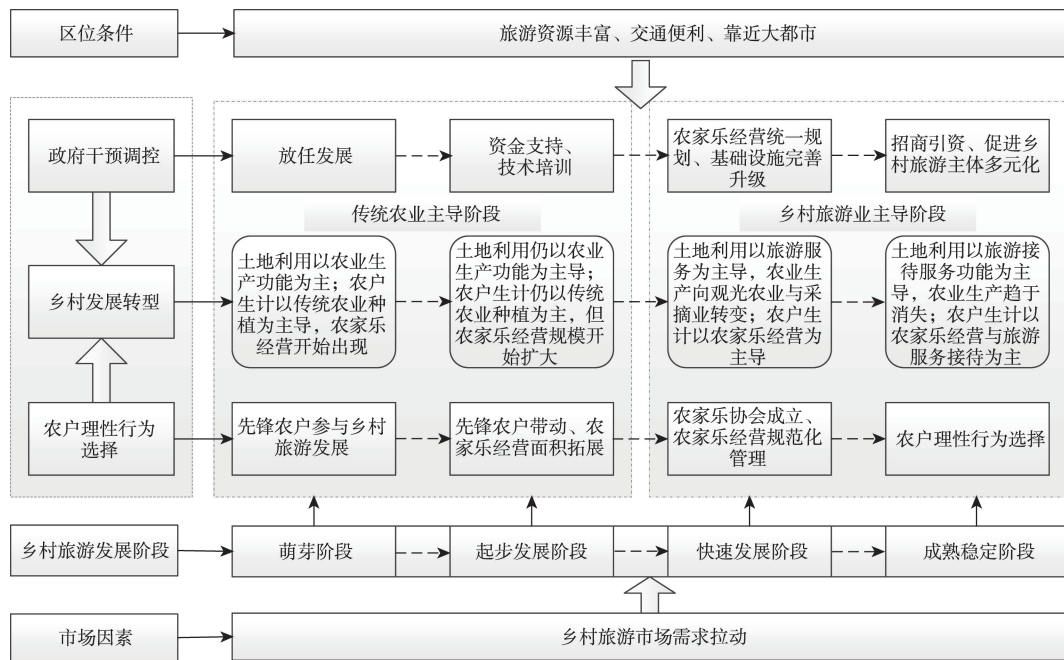 区位条件
旅游资源丰富、交通便利、靠近大都市
政府干预调控
放任发展
资金支持、
技术培训
农家乐经营统一规
划、基础设施完善
升级
招商引资、促进乡
村旅游主体多元化
传统农业主导阶段
乡村旅游业主导阶段
乡村发展转型
土地利用以农业生
产功能为主；农户
生计以传统农业种
植为主导，农家乐
经营开始出现
土地利用仍以农业
生产功能为主导；
农户生计仍以传统
农业种植为主，但
农家乐经营规模开
始扩大
土地利用以旅游服
务为主导，农业生
产向观光农业与采
摘业转变；农户生
计以农家乐经营为
主导
土地利用以旅游接
待服务功能为主
导，农业生产趋于
消失；农户生计以
农家乐经营与旅游
服务接待为主
农户理性行为
选择
先锋农户参与乡村
旅游发展
先锋农户带动、农
家乐经营面积拓展
农家乐协会成立、
农家乐经营规范化
管理
农户理性行为选择
乡村旅游发展阶段
萌芽阶段
起步发展阶段
快速发展阶段
成熟稳定阶段
市场因素
乡村旅游市场需求拉动